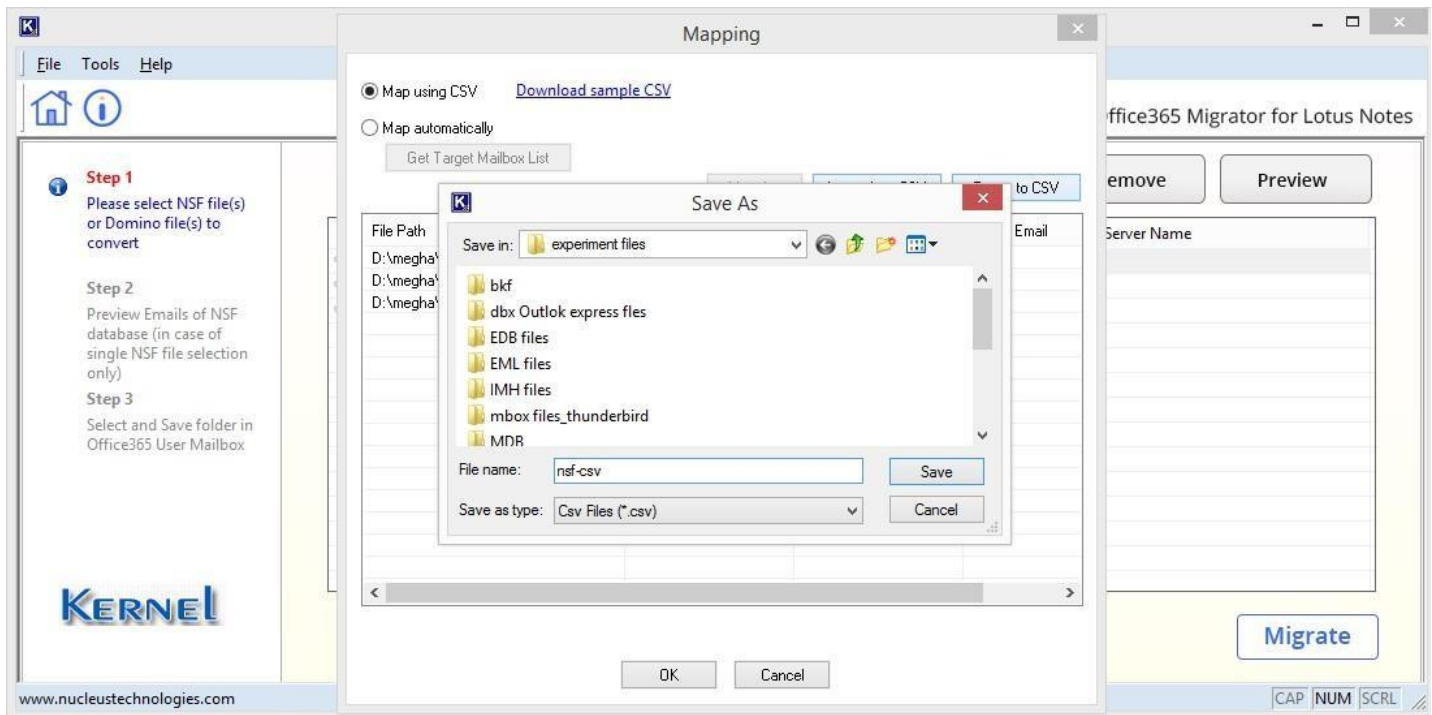 Mapping
File Tools Help
Map using CSV Download sample CSV
Map automatically
Get Target Mailbox List
ffice365 Migrator for Lotus Notes
to CSV
emove Preview
Step 1
Please select NSF file(s)
or Domino file(s) to
convert
Step 2
Preview Emails of NSF
database (in case of
single NSF file selection
only)
Step 3
Select and Save folder in
Office365 User Mailbox
KERNEl
File Path Email Server Name
D:\megha\
D:\megha\
D:\megha\
Save As
Save in: experiment files
bkf
dbx Outlok express fles
EDB files
EML files
IMH files
mbox files_thunderbird
MDB
File name: nsf-csv Save
Save as type: Csv Files (*.csv) Cancel
Migrate
OK Cancel
www.nucleustechnologies.com CAP NUM SCRL